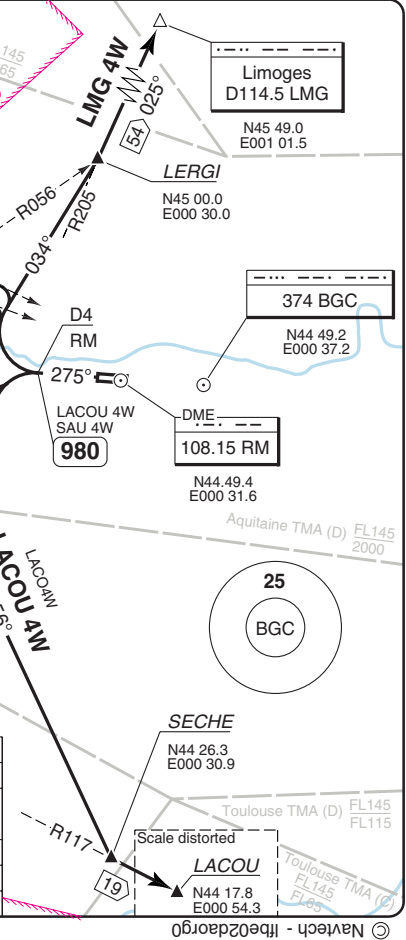 145
65
LMG 4W
54
025°
Limoges
D114.5 LMG
N45 49.0
E001 01.5
LERGI
N45 00.0
E000 30.0
R056
R205
034°
374 BGC
N44 49.2
E000 37.2
D4
RM
275°
LACOU 4W
SAU 4W
980
DME
108.15 RM
N44.49.4
E000 31.6
Aquitaine TMA (D) FL145
2000
LACO4W
LACOU 4W
25
BGC
SECHE
N44 26.3
E000 30.9
Toulouse TMA (D) FL145
FL115
R117
Scale distorted
19
LACOU
N44 17.8
E000 54.3
Toulouse TMA (C)
FL145
FL65
© Navtech - lfbe02daorg0